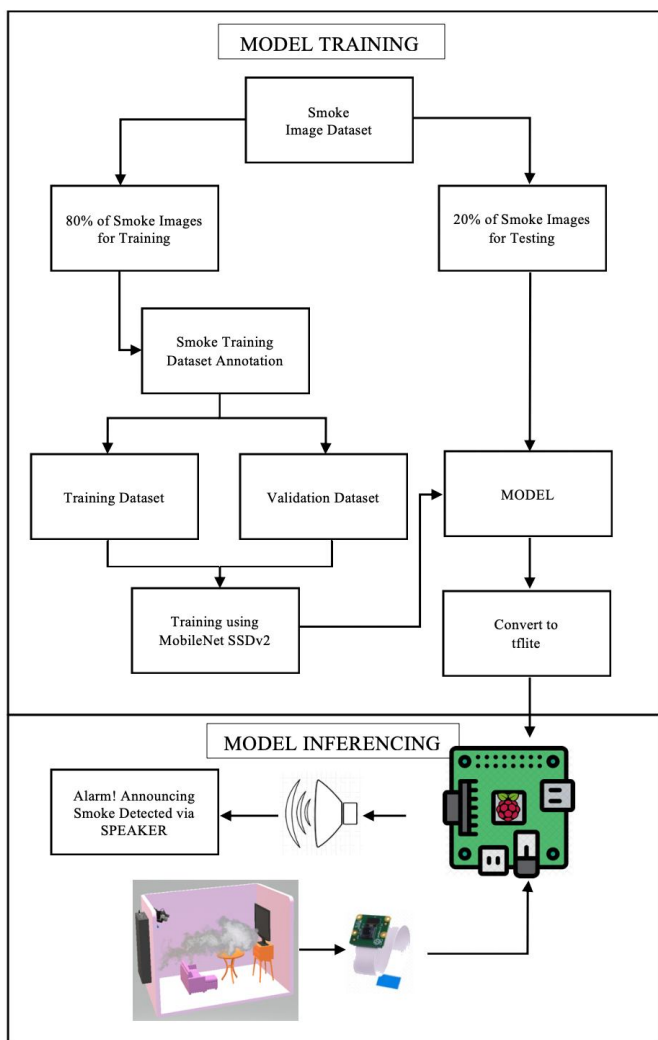 MODEL TRAINING
Smoke
Image Dataset
80% of Smoke Images
for Training
20% of Smoke Images
for Testing
Smoke Training
Dataset Annotation
Training Dataset
Validation Dataset
MODEL
Training using
MobileNet SSDv2
Convert to
tflite
MODEL INFERENCING
Alarm! Announcing
Smoke Detected via
SPEAKER